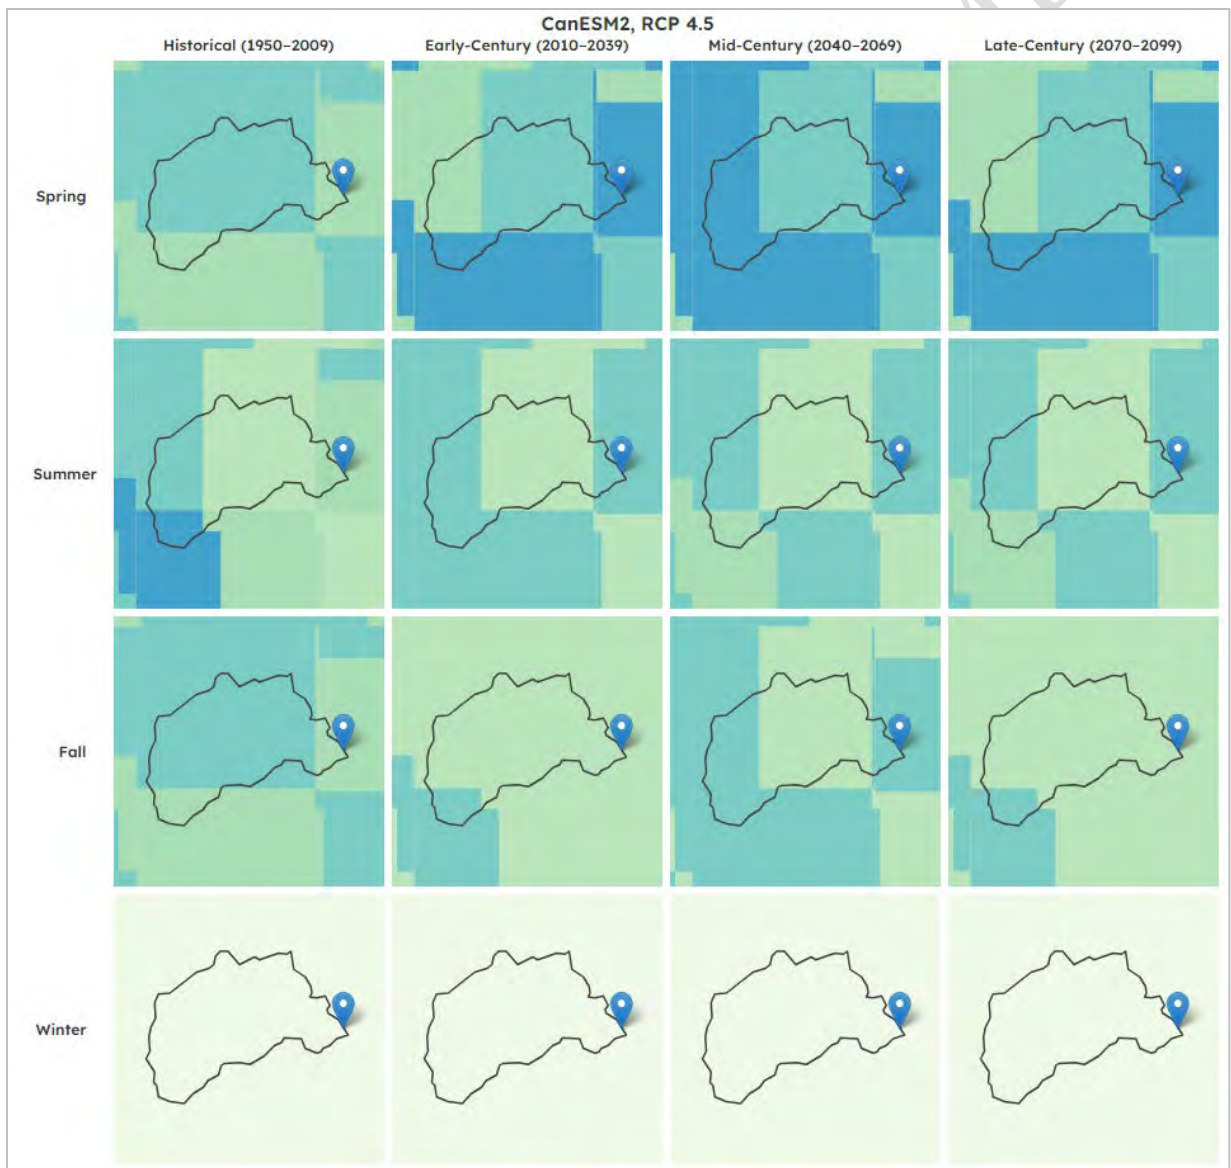 CanESM2, RCP 4.5
Historical (1950–2009) Early-Century (2010–2039) Mid-Century (2040–2069) Late-Century (2070–2099)
Spring
Summer
Fall
Winter